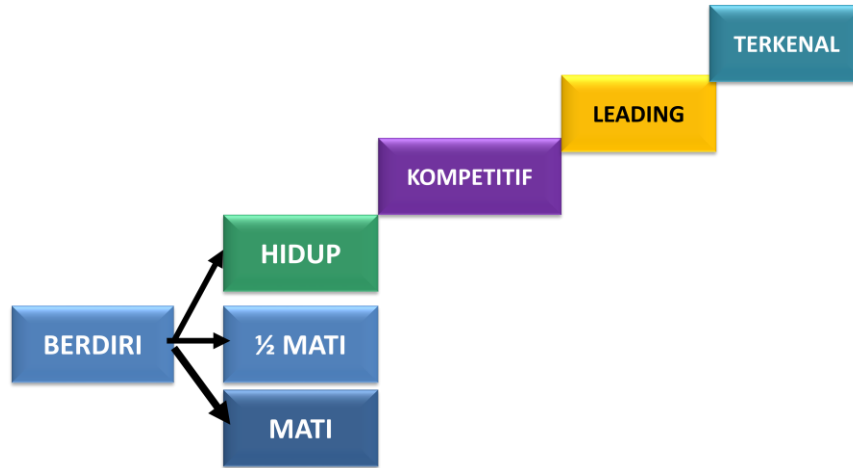 TERKENAL
LEADING
KOMPETITIF
HIDUP
BERDIRI
½ MATI
MATI